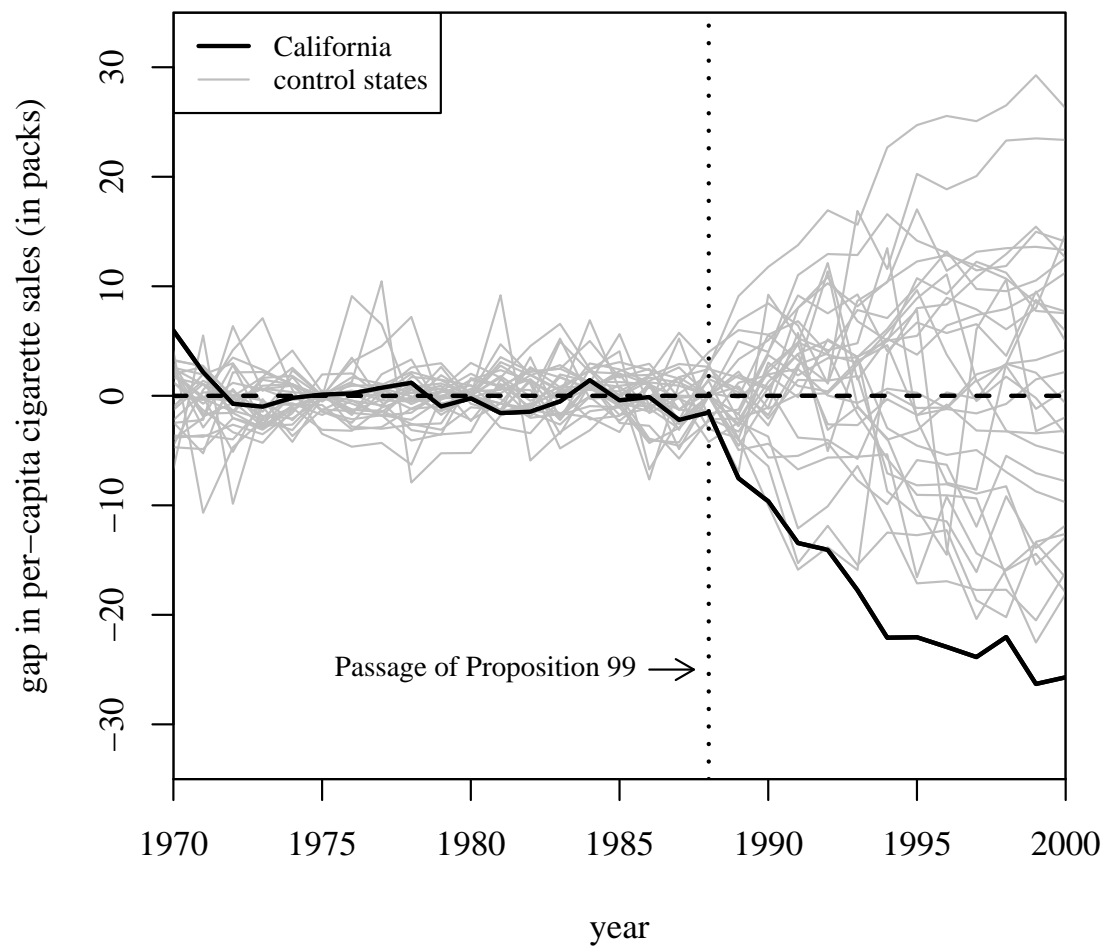 California
control states
gap in per−capita cigarette sales (in packs)
30
20
10
0
−10
−20
−30
Passage of Proposition 99
1970
1975
1980
1985
1990
1995
2000
year